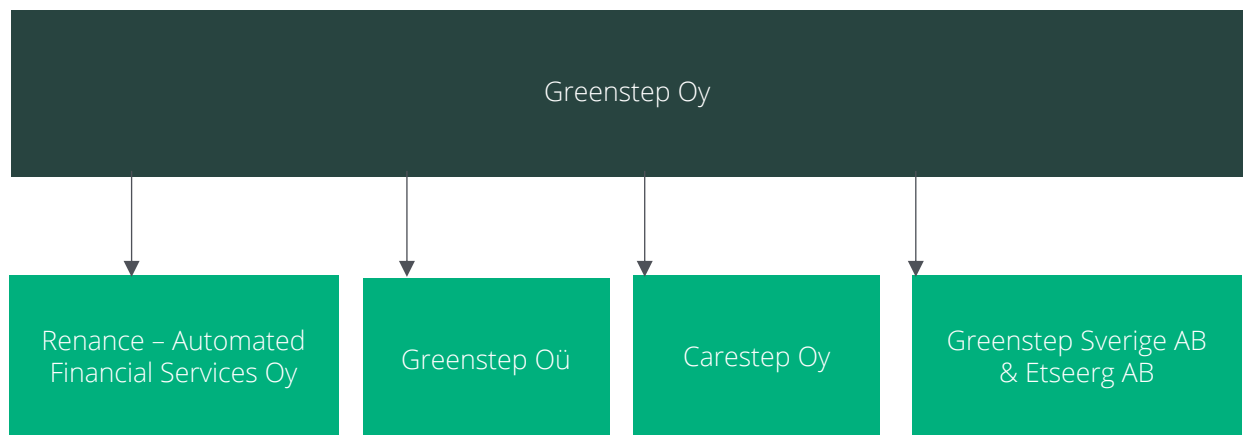 Greenstep Oy
Renance – Automated
Financial Services Oy
Greenstep Oü
Carestep Oy
Greenstep Sverige AB
& Etseerg AB